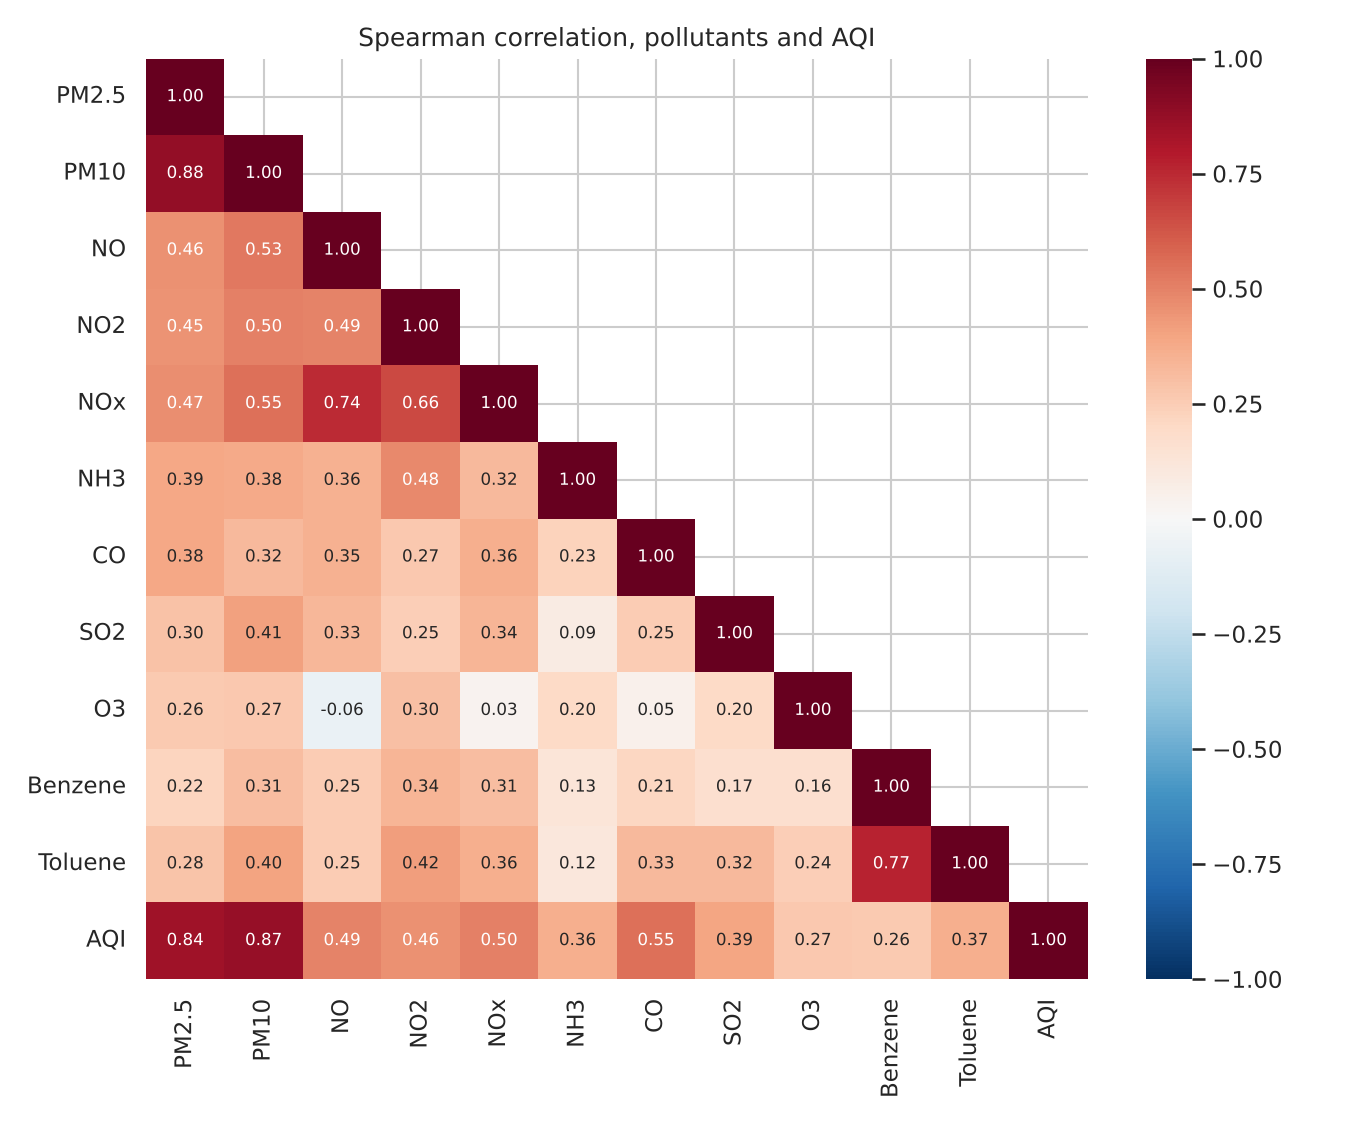 Spearman correlation, pollutants and AQI
PM2.5 1.00
PM10 0.88 1.00
NO 0.46 0.53 1.00
NO2 0.45 0.50 0.49 1.00
NOx 0.47 0.55 0.74 0.66 1.00
NH3 0.39 0.38 0.36 0.48 0.32 1.00
CO 0.38 0.32 0.35 0.27 0.36 0.23 1.00
SO2 0.30 0.41 0.33 0.25 0.34 0.09 0.25 1.00
O3 0.26 0.27 -0.06 0.30 0.03 0.20 0.05 0.20 1.00
Benzene 0.22 0.31 0.25 0.34 0.31 0.13 0.21 0.17 0.16 1.00
Toluene 0.28 0.40 0.25 0.42 0.36 0.12 0.33 0.32 0.24 0.77 1.00
AQI 0.84 0.87 0.49 0.46 0.50 0.36 0.55 0.39 0.27 0.26 0.37 1.00
PM2.5 PM10 NO NO2 NOx NH3 CO SO2 O3 Benzene Toluene AQI
1.00
0.75
0.50
0.25
0.00
−0.25
−0.50
−0.75
−1.00